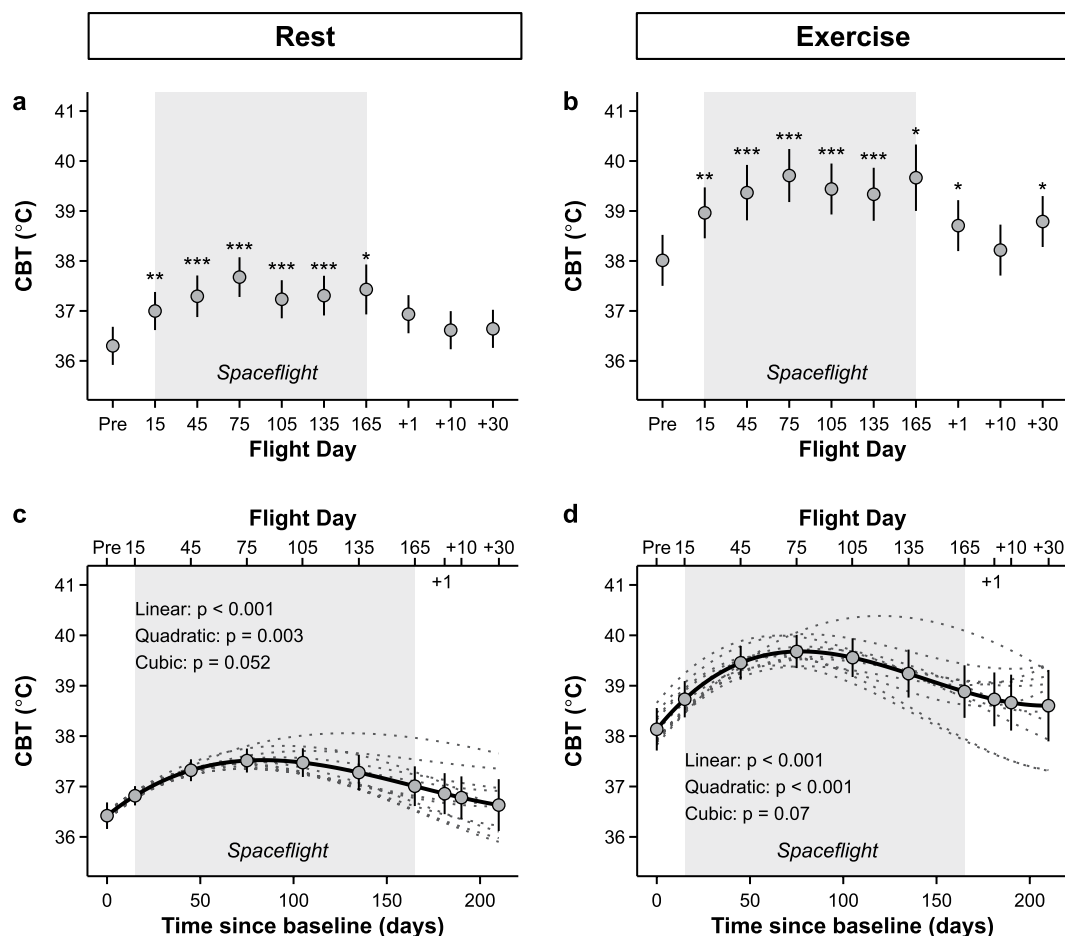 Rest
Exercise
a
41
40
39
38
37
36
CBT (°C)
** *** *** *** *** *
Spaceflight
Pre 15 45 75 105 135 165 +1 +10 +30
Flight Day
b
41
40
39
38
37
36
CBT (°C)
** *** *** *** *** * * *
Spaceflight
Pre 15 45 75 105 135 165 +1 +10 +30
Flight Day
c
Flight Day
Pre 15 45 75 105 135 165 +10 +30
+1
41
40
39
38
37
36
CBT (°C)
Linear: p < 0.001
Quadratic: p = 0.003
Cubic: p = 0.052
Spaceflight
0 50 100 150 200
Time since baseline (days)
d
Flight Day
Pre 15 45 75 105 135 165 +10 +30
+1
41
40
39
38
37
36
CBT (°C)
Linear: p < 0.001
Quadratic: p < 0.001
Cubic: p = 0.07
Spaceflight
0 50 100 150 200
Time since baseline (days)